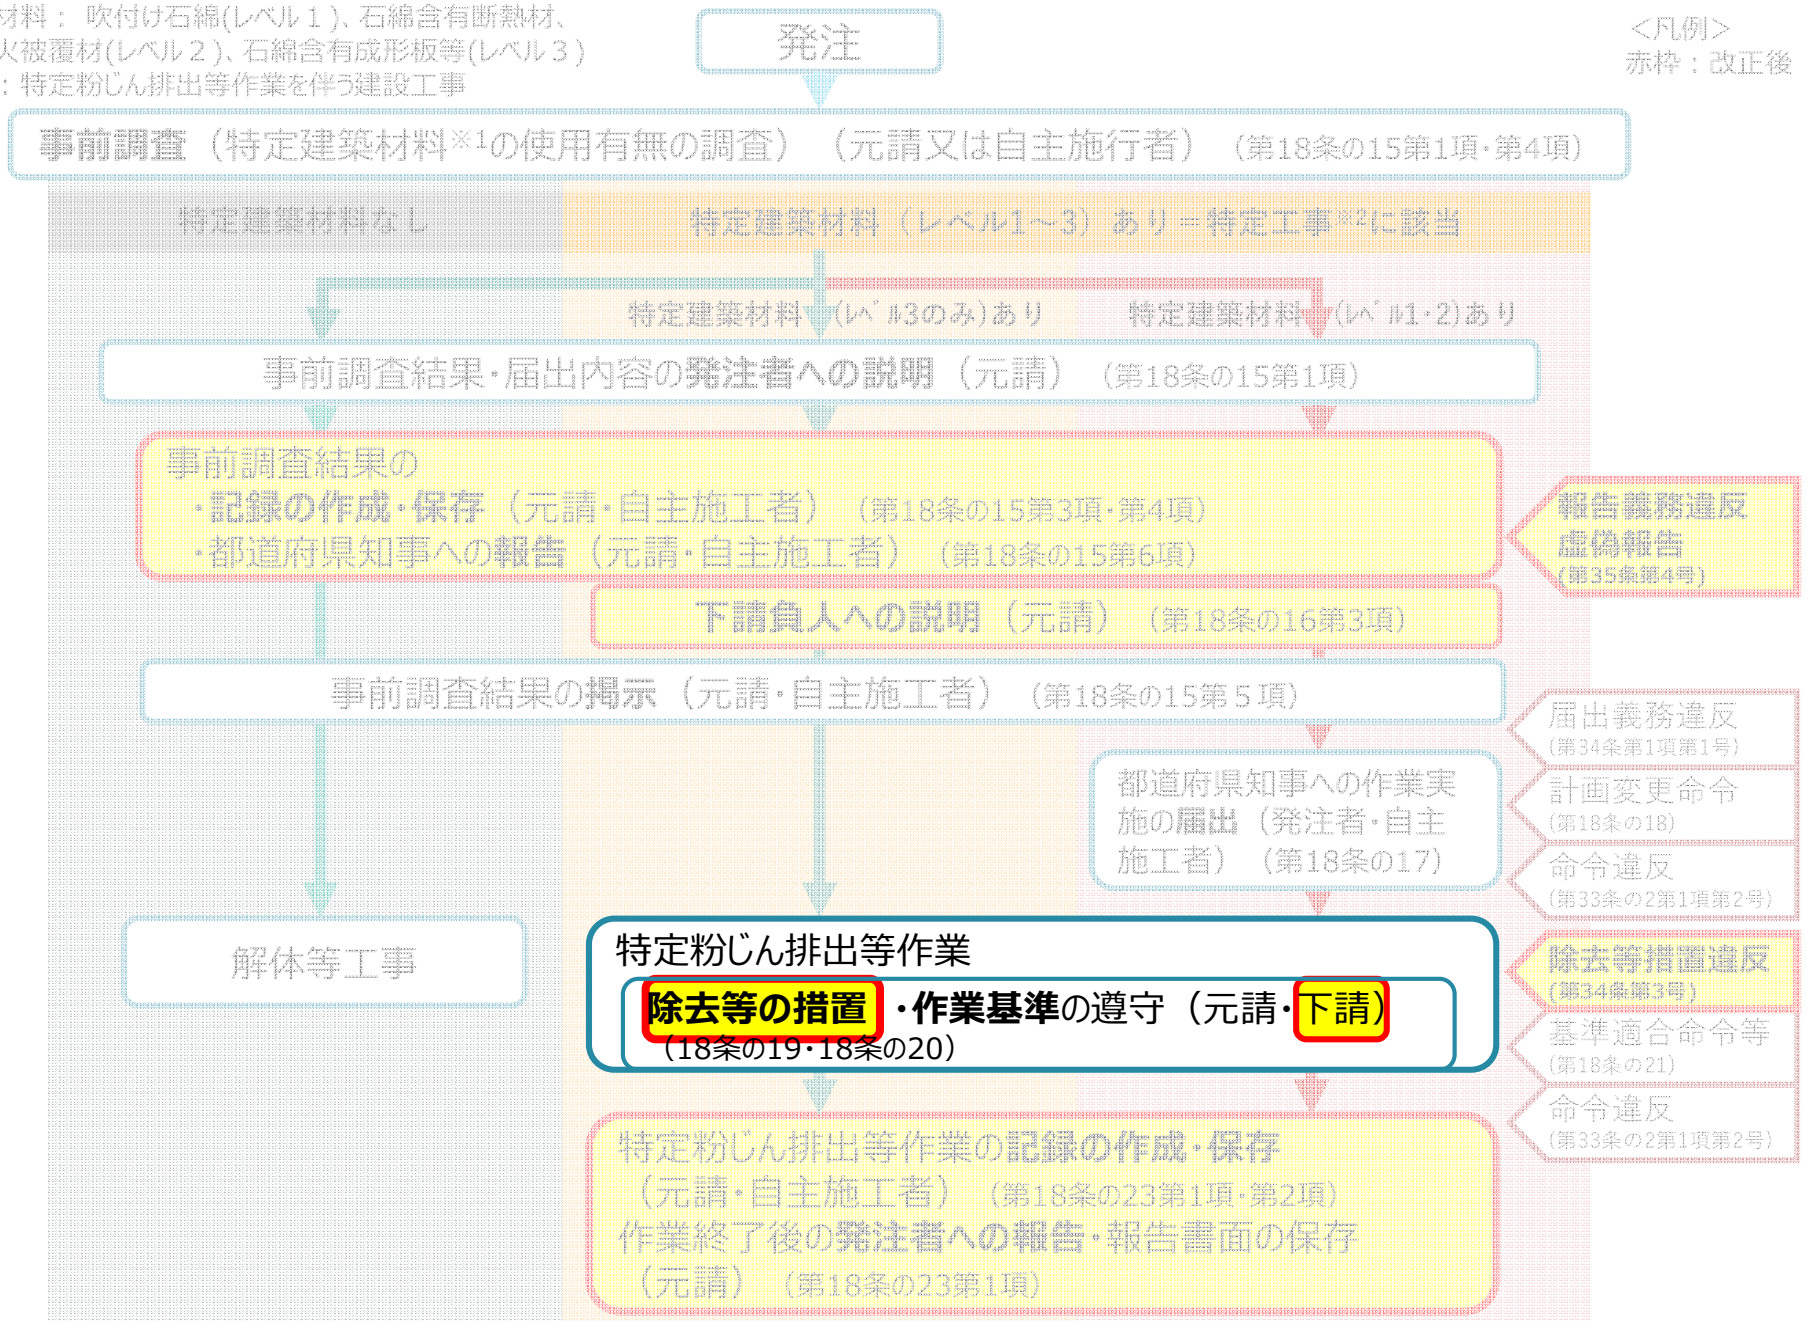 材料： 吹付け石綿(レベル１)、石綿含有断熱材、
火被覆材(レベル２)、石綿含有成形板等(レベル３)
：特定粉じん排出等作業を伴う建設工事
発注
＜凡例＞
赤枠：改正後
事前調査（特定建築材料※1の使用有無の調査）（元請又は自主施行者）（第18条の15第1項・第4項）
特定建築材料なし
特定建築材料（レベル1～3）あり＝特定工事※2に該当
特定建築材料 (ﾚﾍﾞﾙ3のみ)あり
特定建築材料 (ﾚﾍﾞﾙ1・2)あり
事前調査結果・届出内容の発注者への説明（元請）（第18条の15第1項）
事前調査結果の
・記録の作成・保存（元請・自主施工者）（第18条の15第3項・第4項）
・都道府県知事への報告（元請・自主施工者）（第18条の15第6項）
報告義務違反
虚偽報告
(第35条第4号)
下請負人への説明（元請）（第18条の16第3項）
事前調査結果の掲示（元請・自主施工者）（第18条の15第５項）
届出義務違反
(第34条第1項第1号)
都道府県知事への作業実
施の届出（発注者・自主
施工者）（第18条の17）
計画変更命令
(第18条の18)
命令違反
(第33条の2第1項第2号)
解体等工事
特定粉じん排出等作業
除去等の措置・作業基準の遵守（元請・下請）
（18条の19・18条の20）
除去等措置違反
(第34条第3号)
基準適合命令等
(第18条の21)
命令違反
(第33条の2第1項第2号)
特定粉じん排出等作業の記録の作成・保存
（元請・自主施工者）（第18条の23第1項・第2項）
作業終了後の発注者への報告・報告書面の保存
（元請）（第18条の23第1項）